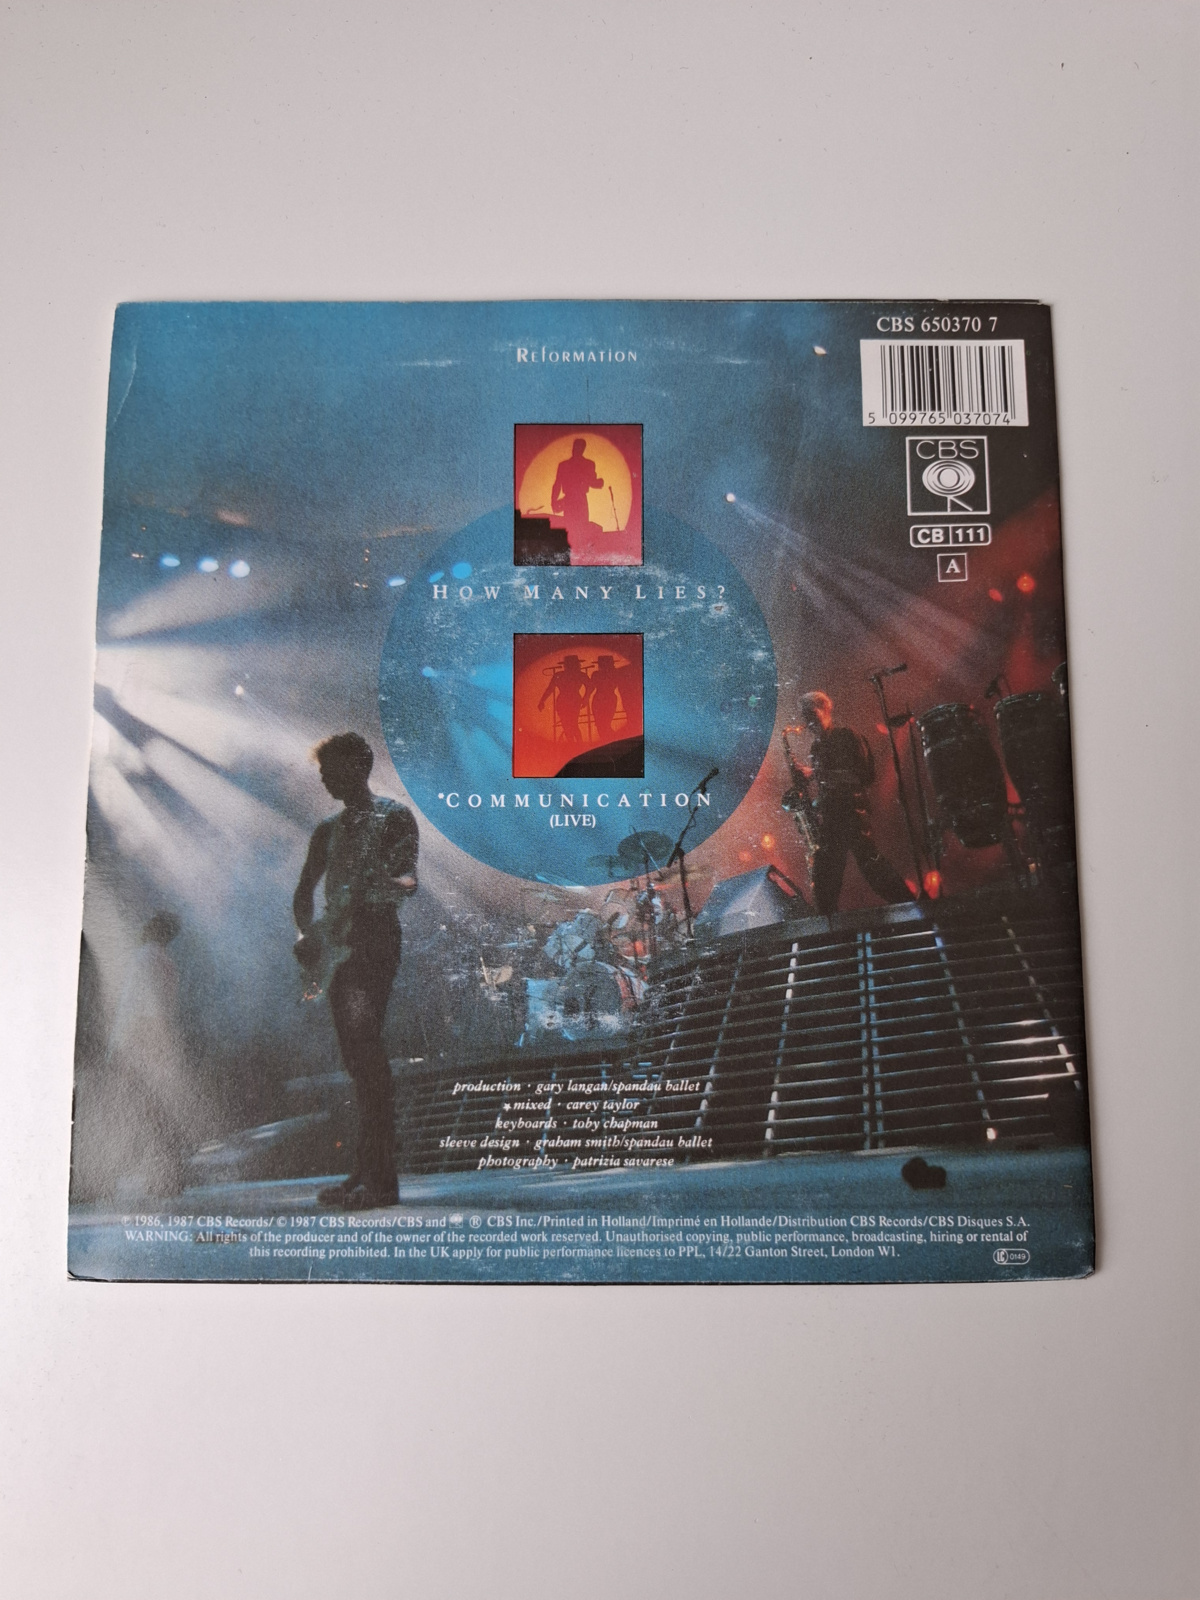 CBS 650370 7
ReformatioN
5 099765 037074
CBS
CB 111
A
How Many Lies?
*COMMUNICATION
(LIVE)
production · gary langan/spandau ballet
*mixed · carey taylor
keyboards · toby chapman
sleeve design · graham smith/spandau ballet
photography · patrizia savarese
℗ 1986, 1987 CBS Records/ © 1987 CBS Records/CBS and ® CBS Inc./Printed in Holland/Imprimé en Hollande/Distribution CBS Records/CBS Disques S.A.
WARNING: All rights of the producer and of the owner of the recorded work reserved. Unauthorised copying, public performance, broadcasting, hiring or rental of
this recording prohibited. In the UK apply for public performance licences to PPL, 14/22 Ganton Street, London W1.
LC 0149